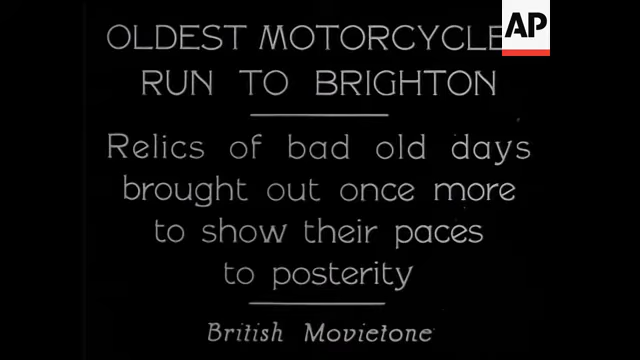 OLDEST MOTORCYCLE
AP
RUN TO BRIGHTON
Relics of bad old days
brought out once more
to show their paces
to posterity
British Movietone